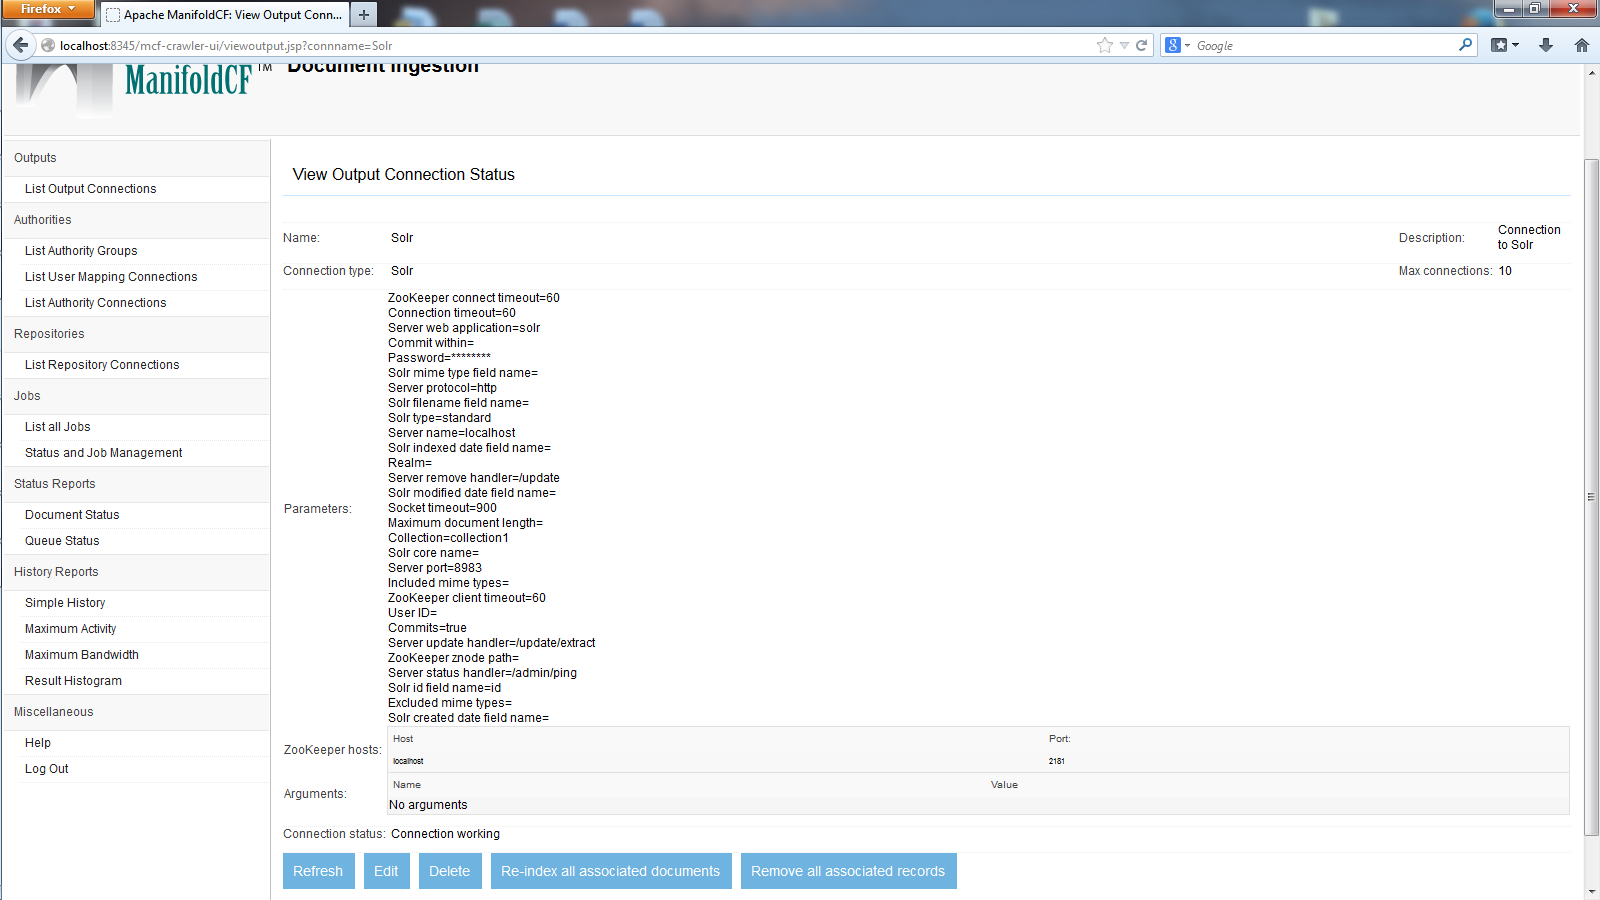 Firefox
Apache ManifoldCF: View Output Conn...
localhost:8345/mcf-crawler-ui/viewoutput.jsp?connname=Solr
Google
ManifoldCF TM
Document Ingestion
Outputs
List Output Connections
Authorities
List Authority Groups
List User Mapping Connections
List Authority Connections
Repositories
List Repository Connections
Jobs
List all Jobs
Status and Job Management
Status Reports
Document Status
Queue Status
History Reports
Simple History
Maximum Activity
Maximum Bandwidth
Result Histogram
Miscellaneous
Help
Log Out
View Output Connection Status
Name: Solr
Description: Connection
to Solr
Connection type: Solr
Max connections: 10
Parameters:
ZooKeeper connect timeout=60
Connection timeout=60
Server web application=solr
Commit within=
Password=********
Solr mime type field name=
Server protocol=http
Solr filename field name=
Solr type=standard
Server name=localhost
Solr indexed date field name=
Realm=
Server remove handler=/update
Solr modified date field name=
Socket timeout=900
Maximum document length=
Collection=collection1
Solr core name=
Server port=8983
Included mime types=
ZooKeeper client timeout=60
User ID=
Commits=true
Server update handler=/update/extract
ZooKeeper znode path=
Server status handler=/admin/ping
Solr id field name=id
Excluded mime types=
Solr created date field name=
ZooKeeper hosts:
Host Port:
localhost 2181
Arguments:
Name Value
No arguments
Connection status: Connection working
Refresh Edit Delete Re-index all associated documents Remove all associated records